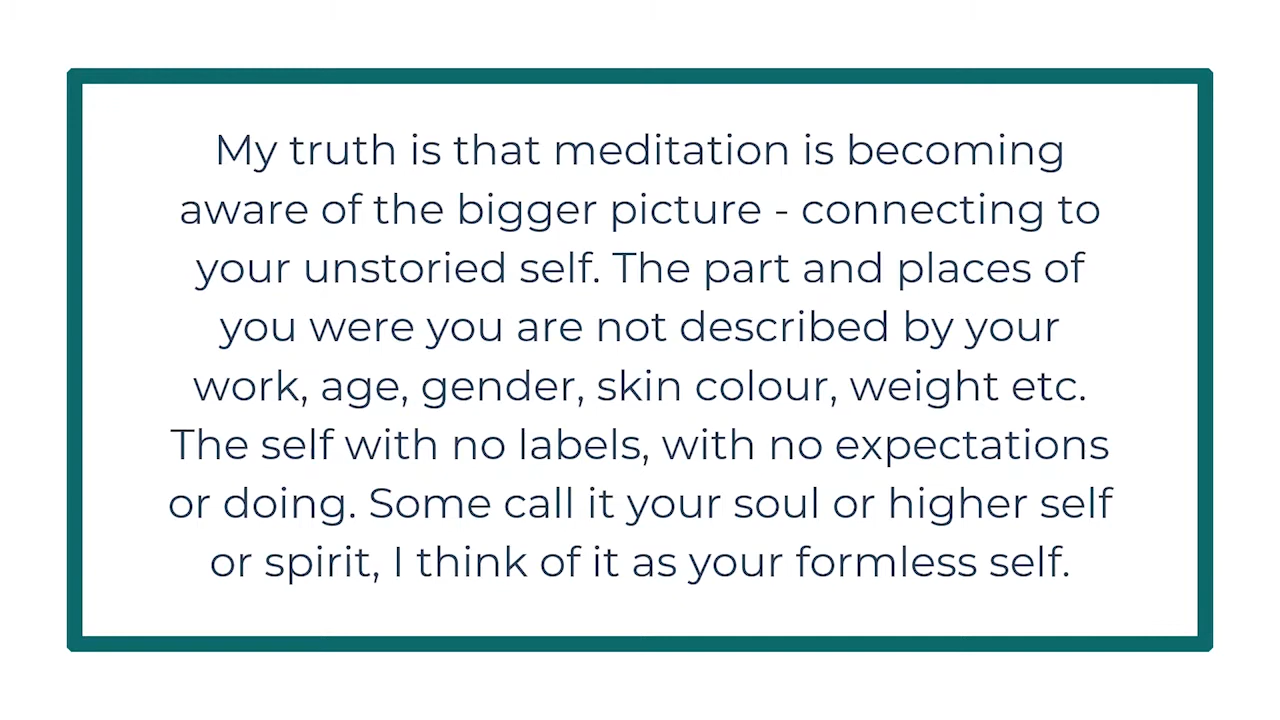 My truth is that meditation is becoming
aware of the bigger picture - connecting to
your unstoried self. The part and places of
you were you are not described by your
work, age, gender, skin colour, weight etc.
The self with no labels, with no expectations
or doing. Some call it your soul or higher self
or spirit, I think of it as your formless self.